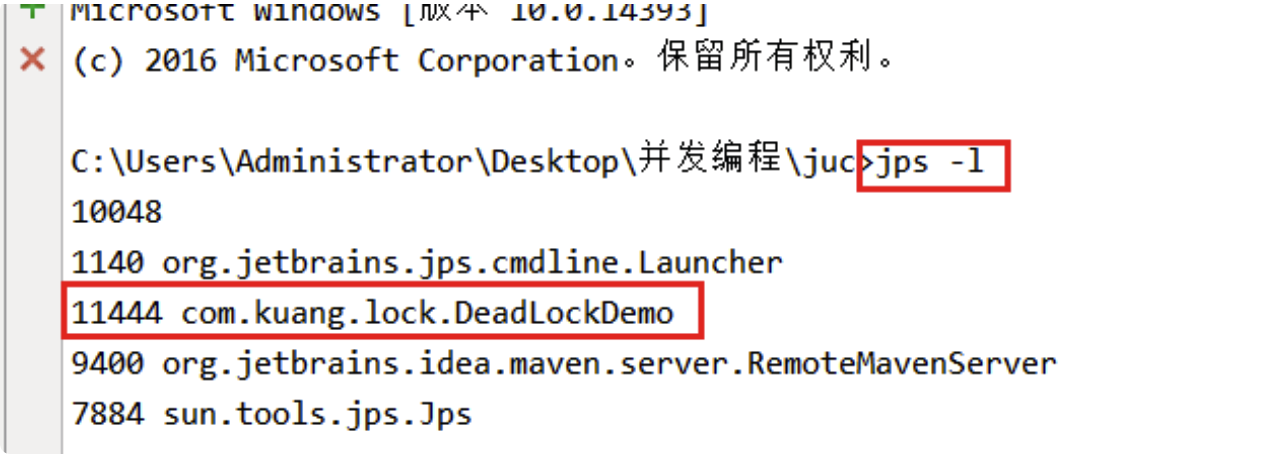 Microsoft Windows [版本 10.0.14393]
(c) 2016 Microsoft Corporation。保留所有权利。
C:\Users\Administrator\Desktop\并发编程\juc>jps -l
10048
1140 org.jetbrains.jps.cmdline.Launcher
11444 com.kuang.lock.DeadLockDemo
9400 org.jetbrains.idea.maven.server.RemoteMavenServer
7884 sun.tools.jps.Jps